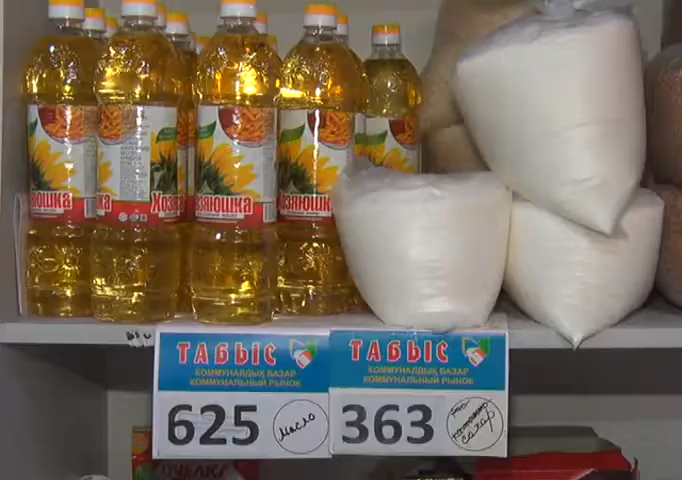 Хозяюшка
Хозяюшка
Хозяюшка
ТАБЫС
КОММУНАЛДЫҚ БАЗАР
КОММУНАЛЬНЫЙ РЫНОК
625
масло
ТАБЫС
КОММУНАЛДЫҚ БАЗАР
КОММУНАЛЬНЫЙ РЫНОК
363
сахар